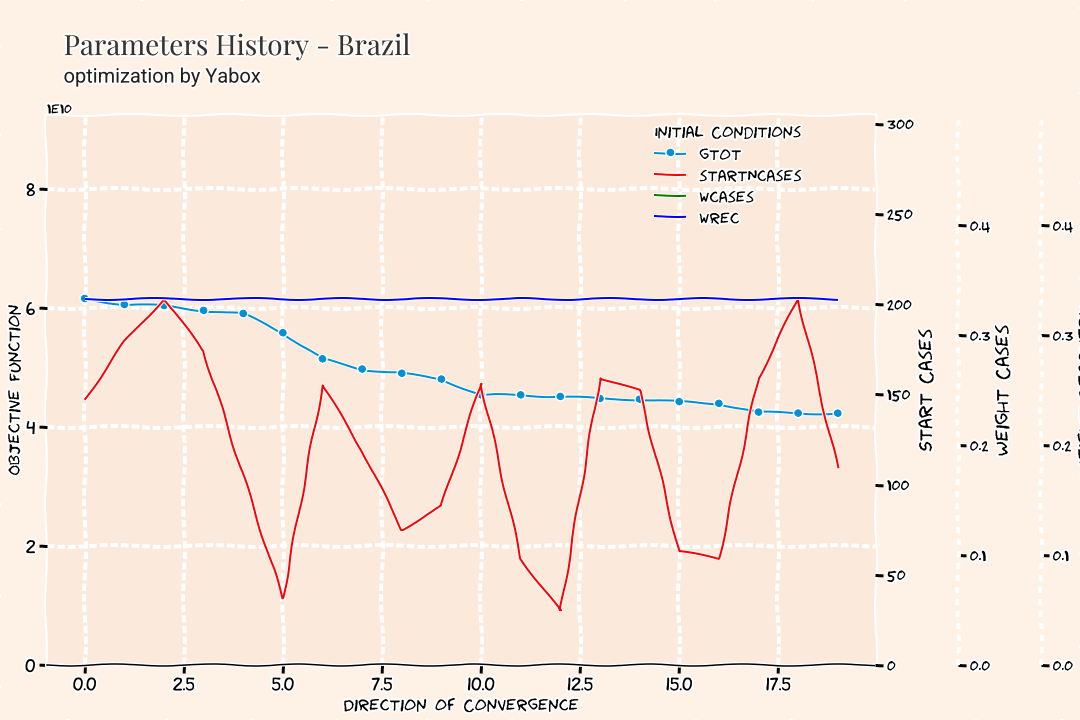 Parameters History - Brazil
optimization by Yabox
1E10
INITIAL CONDITIONS
GTOT
STARTNCASES
WCASES
WREC
8
6
4
2
0
OBJECTIVE FUNCTION
0.0 2.5 5.0 7.5 10.0 12.5 15.0 17.5
DIRECTION OF CONVERGENCE
300
250
200
150
100
50
0
START CASES
0.4
0.3
0.2
0.1
0.0
WEIGHT CASES
0.4
0.3
0.2
0.1
0.0